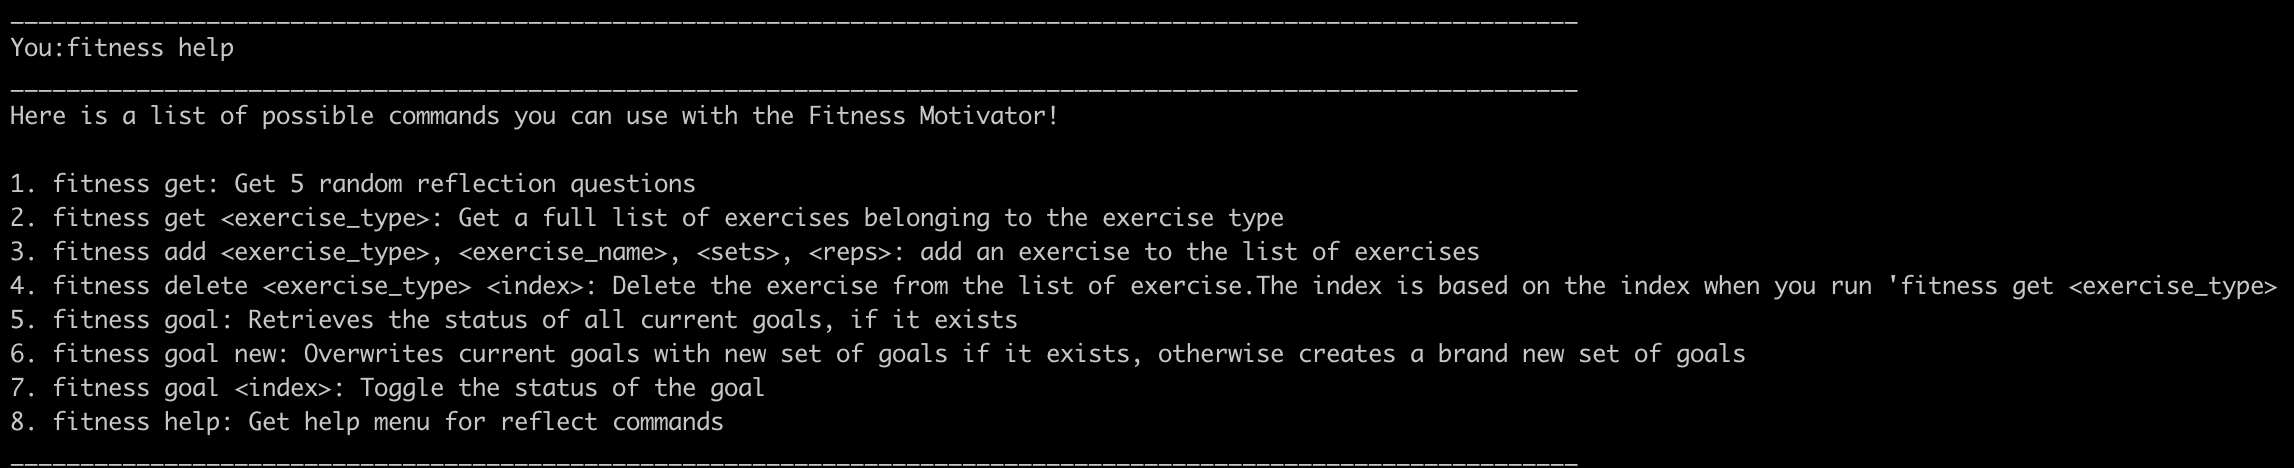 You:fitness help
Here is a list of possible commands you can use with the Fitness Motivator!
1. fitness get: Get 5 random reflection questions
2. fitness get <exercise_type>: Get a full list of exercises belonging to the exercise type
3. fitness add <exercise_type>, <exercise_name>, <sets>, <reps>: add an exercise to the list of exercises
4. fitness delete <exercise_type> <index>: Delete the exercise from the list of exercise.The index is based on the index when you run 'fitness get <exercise_type>
5. fitness goal: Retrieves the status of all current goals, if it exists
6. fitness goal new: Overwrites current goals with new set of goals if it exists, otherwise creates a brand new set of goals
7. fitness goal <index>: Toggle the status of the goal
8. fitness help: Get help menu for reflect commands